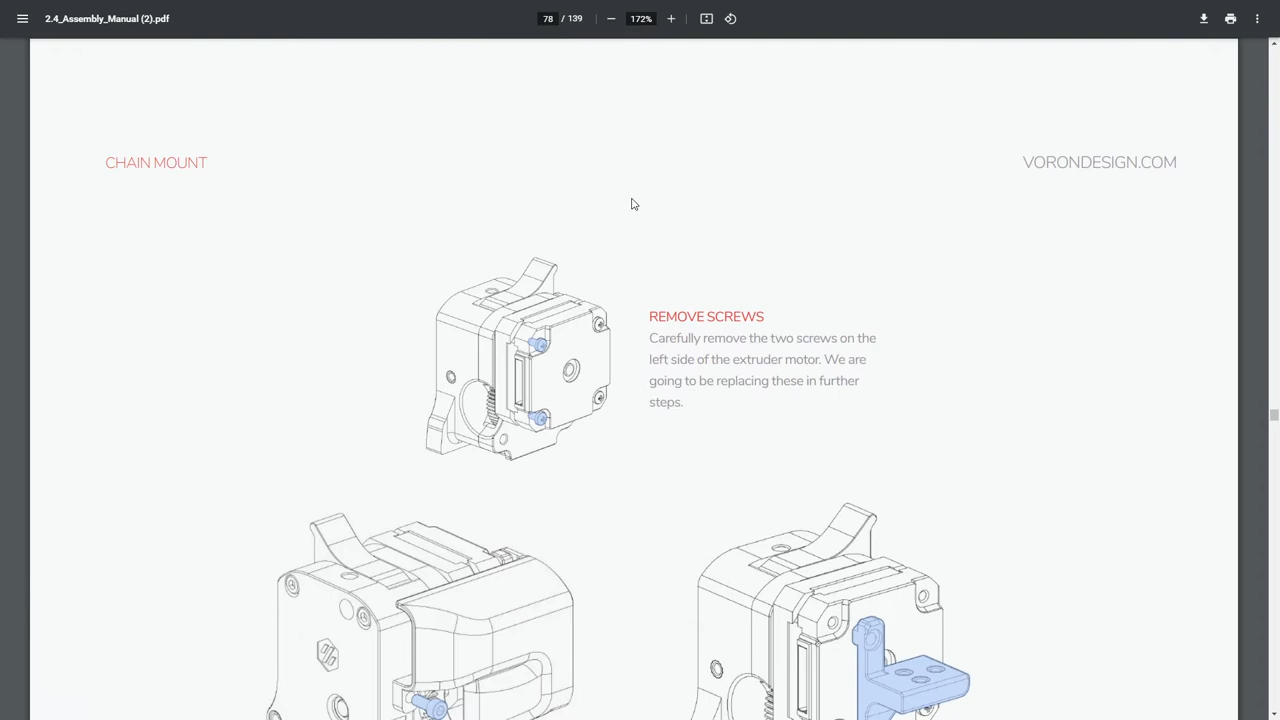 2.4_Assembly_Manual (2).pdf
78 / 139
172%
CHAIN MOUNT
VORONDESIGN.COM
REMOVE SCREWS
Carefully remove the two screws on the
left side of the extruder motor. We are
going to be replacing these in further
steps.